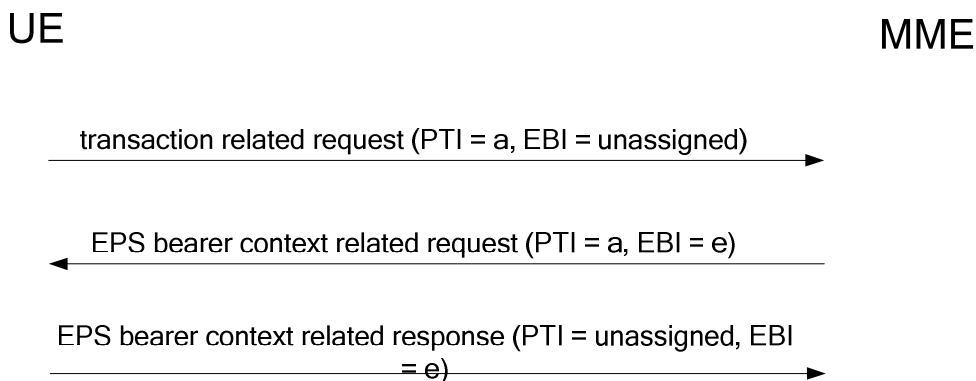 UE
MME
transaction related request (PTI = a, EBI = unassigned)
EPS bearer context related request (PTI = a, EBI = e)
EPS bearer context related response (PTI = unassigned, EBI
= e)